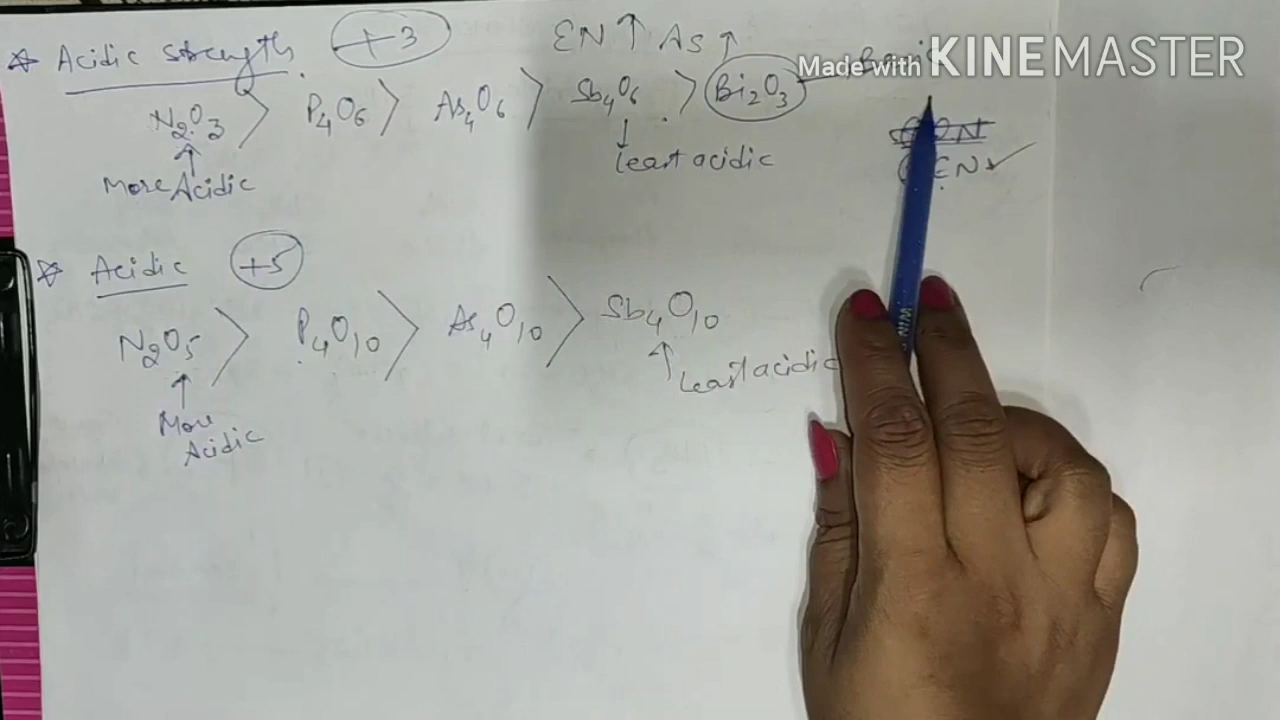 ☆ Acidic strength. +3 EN↑ As↑
N2O3 > P4O6 > As4O6 > Sb4O6 > Bi2O3
Made with KINEMASTER
↑ ↓
More Acidic Least acidic
EN ✓
☆ Acidic +5
N2O5 > P4O10 > As4O10 > Sb4O10
↑ ↑
More Least acidic
Acidic